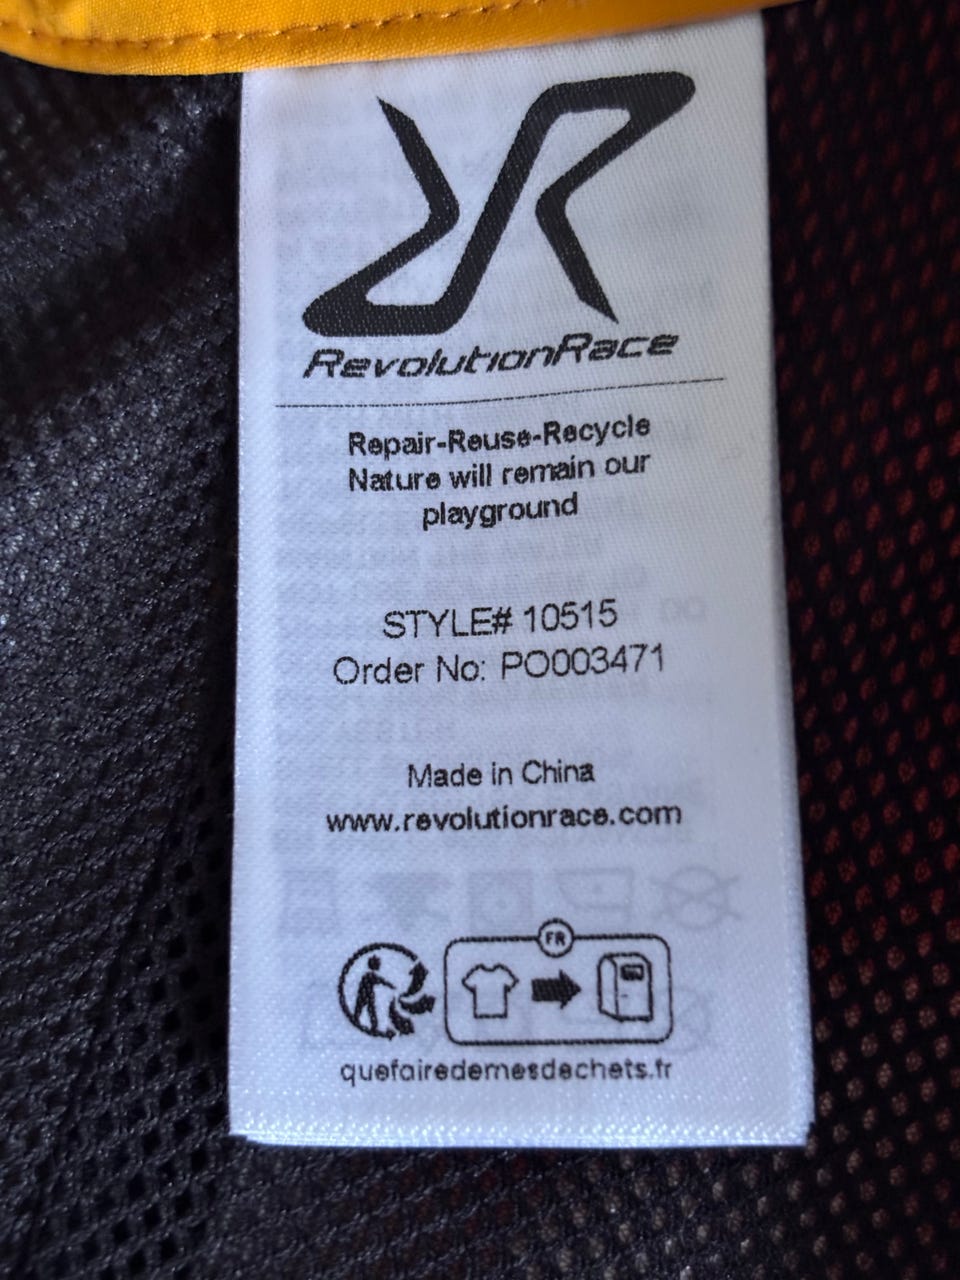 RevolutionRace
Repair-Reuse-Recycle
Nature will remain our
playground
STYLE# 10515
Order No: PO003471
Made in China
www.revolutionrace.com
FR
quefairedemesdechets.fr